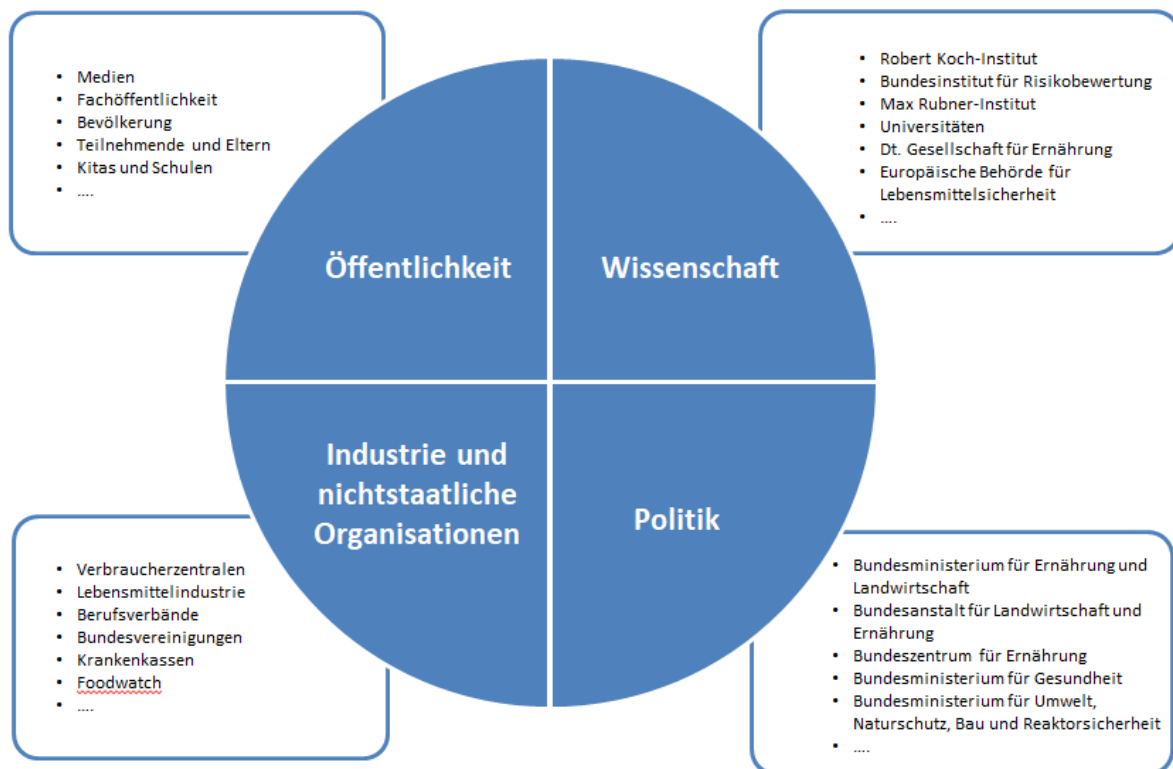 • Medien
• Fachöffentlichkeit
• Bevölkerung
• Teilnehmende und Eltern
• Kitas und Schulen
• ....
• Robert Koch-Institut
• Bundesinstitut für Risikobewertung
• Max Rubner-Institut
• Universitäten
• Dt. Gesellschaft für Ernährung
• Europäische Behörde für
Lebensmittelsicherheit
• ....
Öffentlichkeit
Wissenschaft
Industrie und
nichtstaatliche
Organisationen
Politik
• Verbraucherzentralen
• Lebensmittelindustrie
• Berufsverbände
• Bundesvereinigungen
• Krankenkassen
• Foodwatch
• ....
• Bundesministerium für Ernährung und
Landwirtschaft
• Bundesanstalt für Landwirtschaft und
Ernährung
• Bundeszentrum für Ernährung
• Bundesministerium für Gesundheit
• Bundesministerium für Umwelt,
Naturschutz, Bau und Reaktorsicherheit
• ....